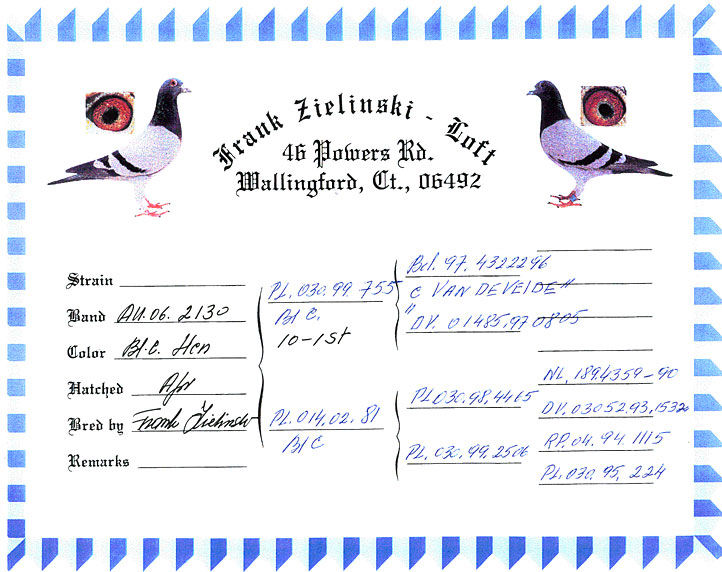 Frank Zielinski - Loft
46 Powers Rd.
Wallingford, Ct., 06492
Strain
Band AU.06. 2130
Color Bl.C. Hen
Hatched Apr
Bred by Frank Zielinski
Remarks
PL. 030. 99. 755
Bl C.
10-1st
PL. 014, 02. 81
Bl C
Bel. 97. 4322296
C VAN DEVELDE"
"
DV. 01485, 97 0805
PL 030. 98, 4465
PL, 030. 99. 2506
NL, 189.4359-90
DV. 03052.93, 1532
RP. 04. 94 1115
PL. 030. 95, 224